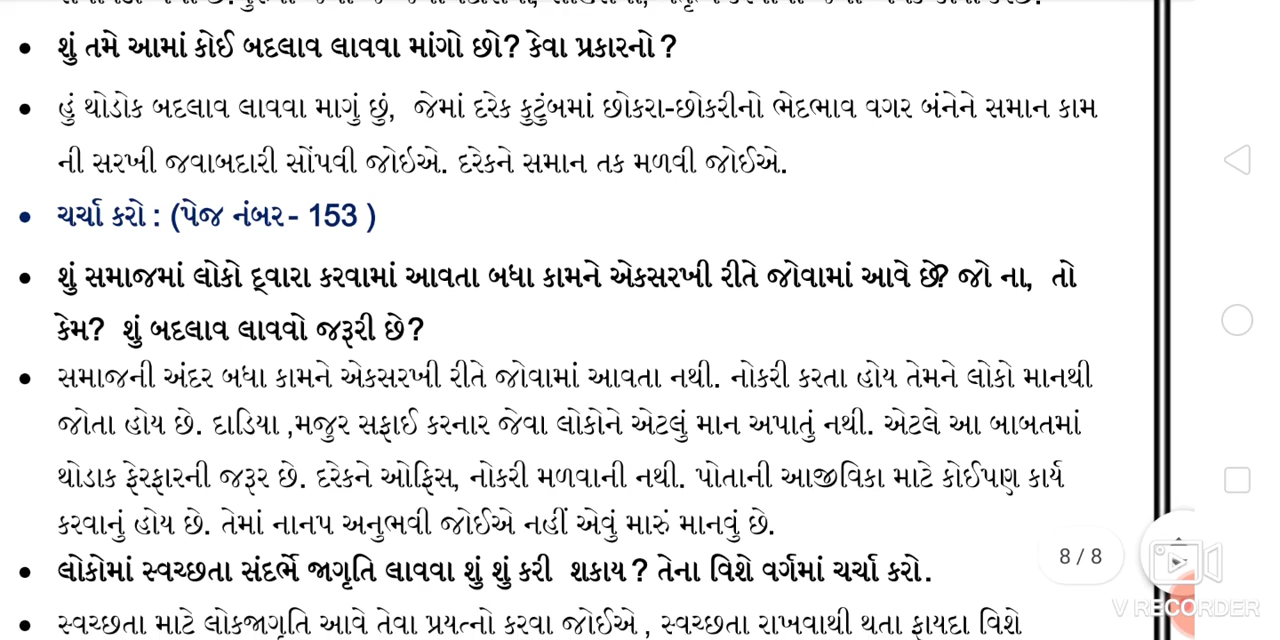 • શું તમે આમાં કોઈ બદલાવ લાવવા માંગો છો? કેવા પ્રકારનો ?
• હું થોડોક બદલાવ લાવવા માગું છું, જેમાં દરેક કુટુંબમાં છોકરા-છોકરીનો ભેદભાવ વગર બંનેને સમાન કામ
ની સરખી જવાબદારી સોંપવી જોઇએ. દરેકને સમાન તક મળવી જોઈએ.
• ચર્ચા કરો : (પેજ નંબર - 153 )
• શું સમાજમાં લોકો દ્વારા કરવામાં આવતા બધા કામને એકસરખી રીતે જોવામાં આવે છે? જો ના, તો
કેમ? શું બદલાવ લાવવો જરૂરી છે?
• સમાજની અંદર બધા કામને એકસરખી રીતે જોવામાં આવતા નથી. નોકરી કરતા હોય તેમને લોકો માનથી
જોતા હોય છે. દાડિયા ,મજુર સફાઈ કરનાર જેવા લોકોને એટલું માન અપાતું નથી. એટલે આ બાબતમાં
થોડાક ફેરફારની જરૂર છે. દરેકને ઓફિસ, નોકરી મળવાની નથી. પોતાની આજીવિકા માટે કોઈપણ કાર્ય
કરવાનું હોય છે. તેમાં નાનપ અનુભવી જોઈએ નહીં એવું મારું માનવું છે.
• લોકોમાં સ્વચ્છતા સંદર્ભે જાગૃતિ લાવવા શું શું કરી શકાય ? તેના વિશે વર્ગમાં ચર્ચા કરો.
8 / 8
V RECORDER
• સ્વચ્છતા માટે લોકજાગૃતિ આવે તેવા પ્રયત્નો કરવા જોઈએ , સ્વચ્છતા રાખવાથી થતા ફાયદા વિશે